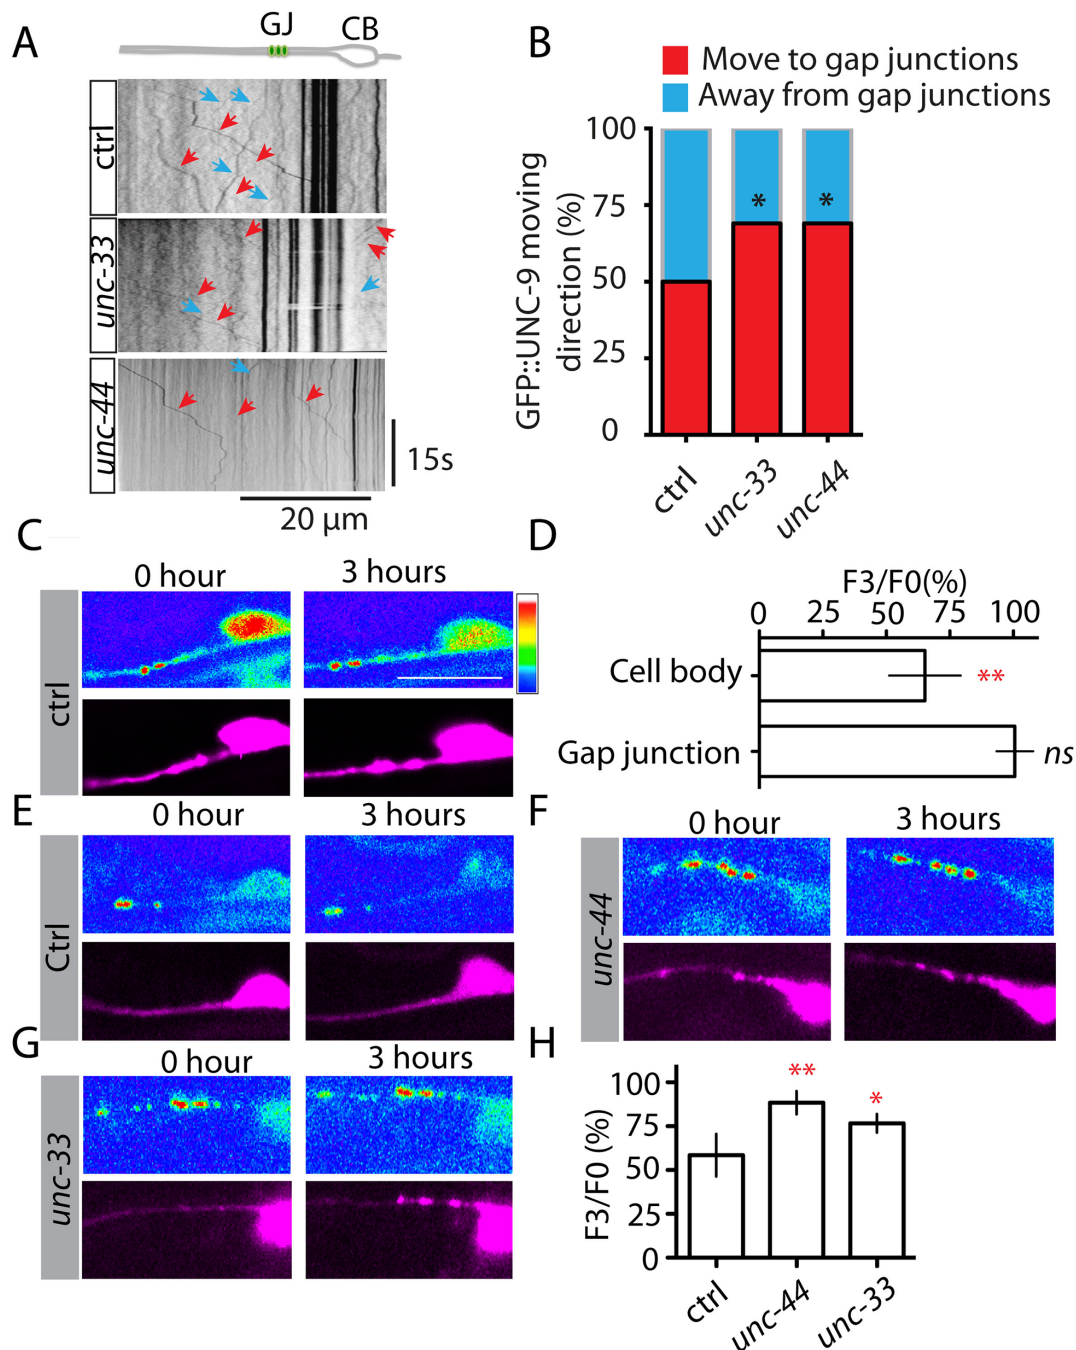 A
GJ
CB
ctrl
unc-33
unc-44
15s
20 µm
B
Move to gap junctions
Away from gap junctions
GFP::UNC-9 moving
direction (%)
100
75
50
25
0
*
*
ctrl
unc-33
unc-44
C
0 hour
3 hours
ctrl
D
F3/F0(%)
0
25
50
75
100
Cell body
**
Gap junction
ns
E
0 hour
3 hours
Ctrl
F
0 hour
3 hours
unc-44
G
0 hour
3 hours
unc-33
H
F3/F0 (%)
100
75
50
25
0
**
*
ctrl
unc-44
unc-33